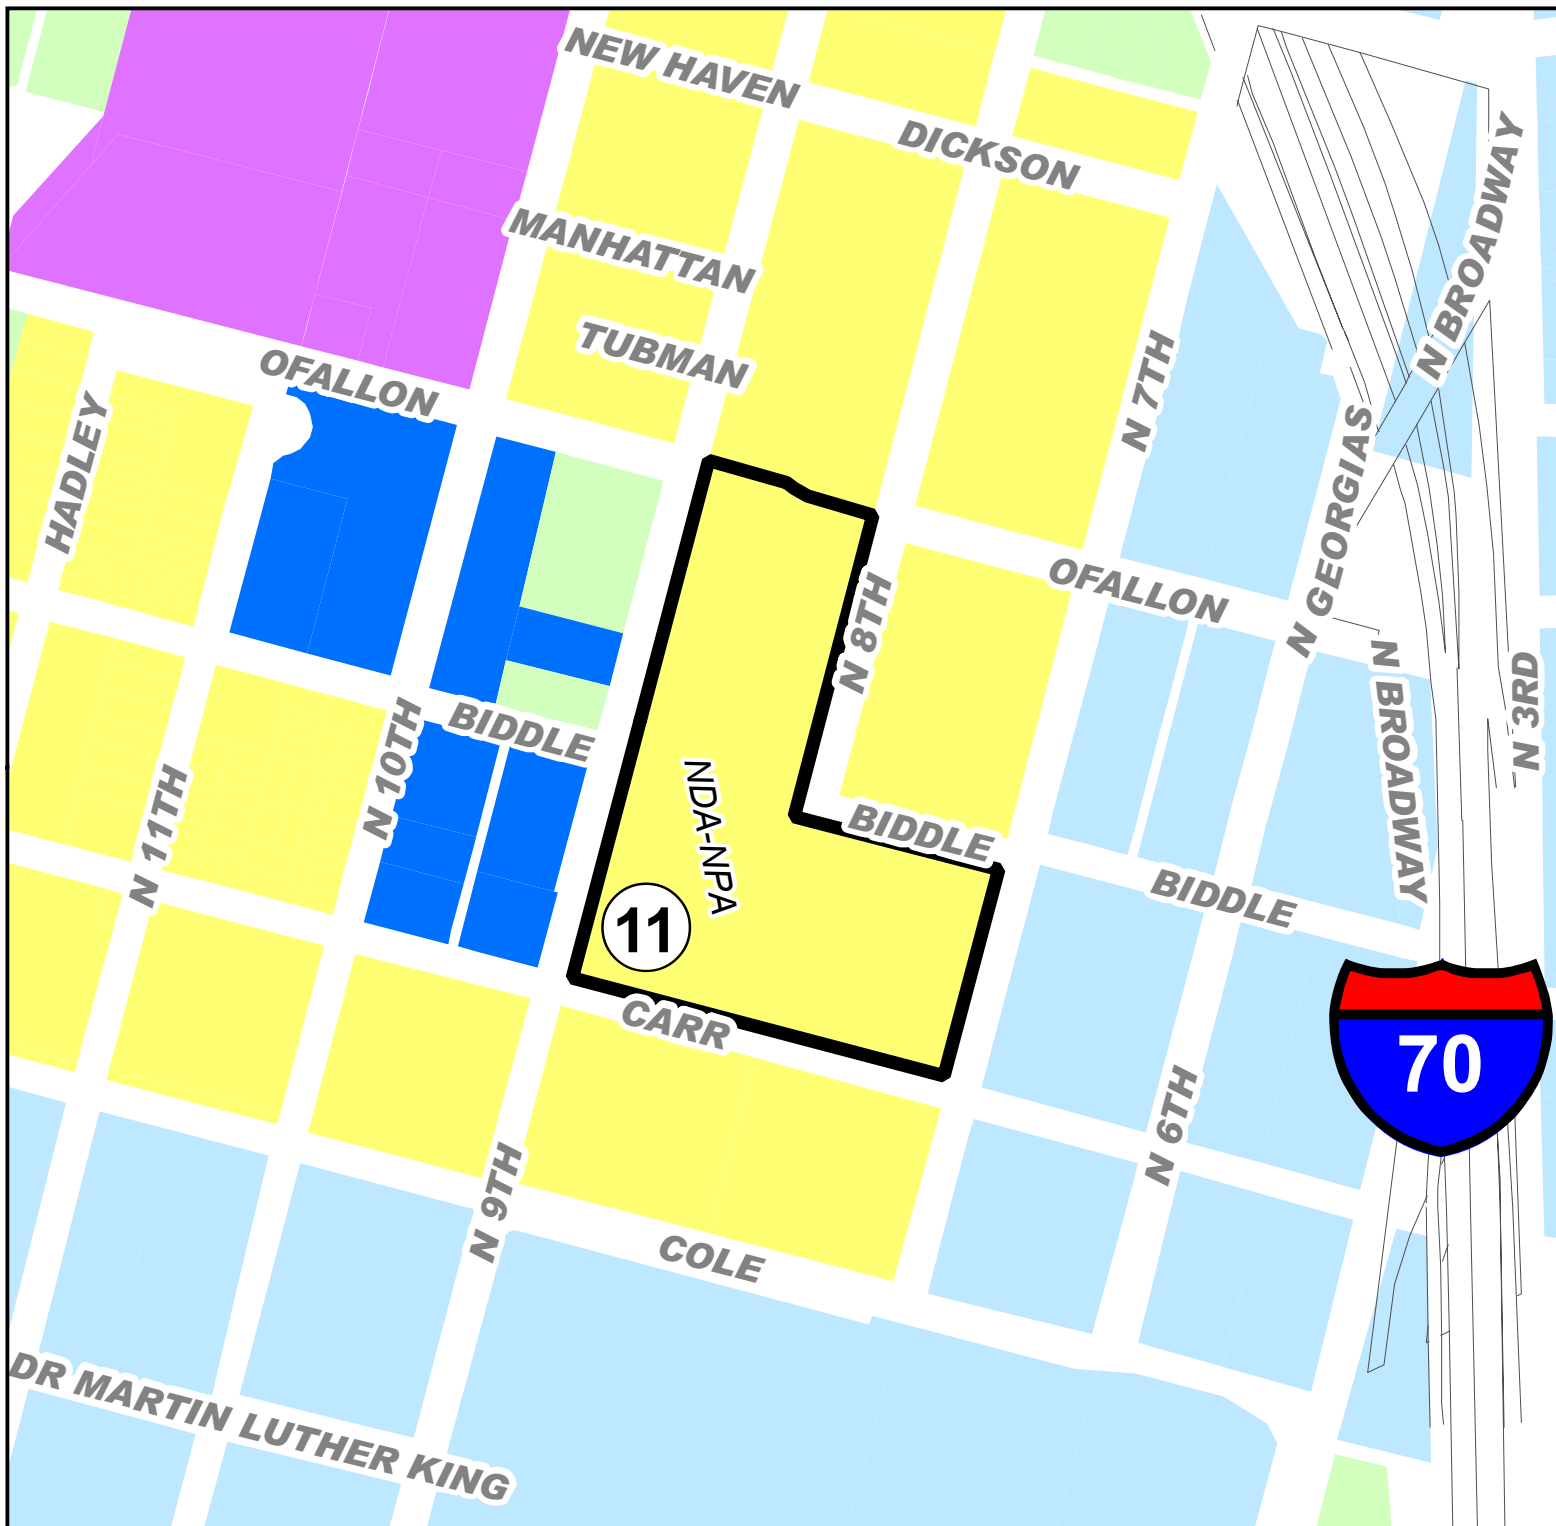 NEW HAVEN
DICKSON
N BROADWAY
MANHATTAN
TUBMAN
OFALLON
N 7TH
HADLEY
N GEORGIAS
OFALLON
N 8TH
N BROADWAY
N 3RD
BIDDLE
N 10TH
N 11TH
NDA-NPA
BIDDLE
BIDDLE
11
CARR
70
N 6TH
N 9TH
COLE
DR MARTIN LUTHER KING